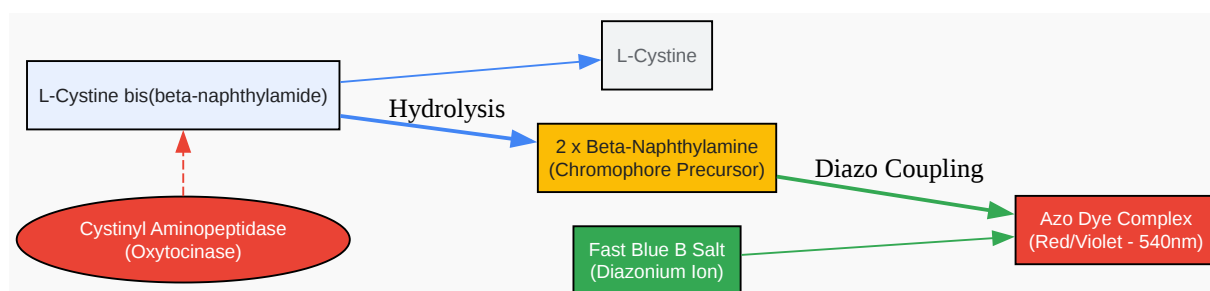 L-Cystine
L-Cystine bis(beta-naphthylamide)
Hydrolysis
2 x Beta-Naphthylamine
(Chromophore Precursor)
Diazo Coupling
Cystinyl Aminopeptidase
(Oxytocinase)
Azo Dye Complex
(Red/Violet - 540nm)
Fast Blue B Salt
(Diazonium Ion)